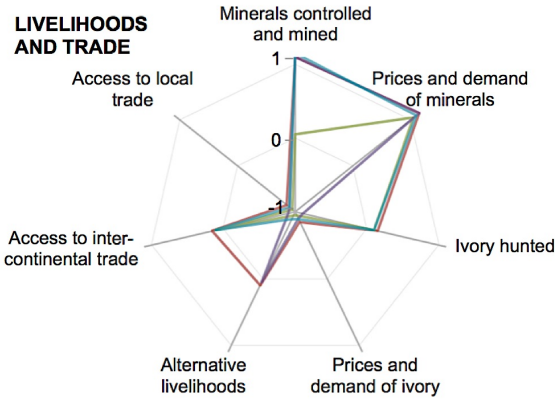 LIVELIHOODS
AND TRADE
Minerals controlled
and mined
1
Access to local
trade
Prices and demand
of minerals
0
-1
Access to inter-
continental trade
Ivory hunted
Alternative
livelihoods
Prices and
demand of ivory